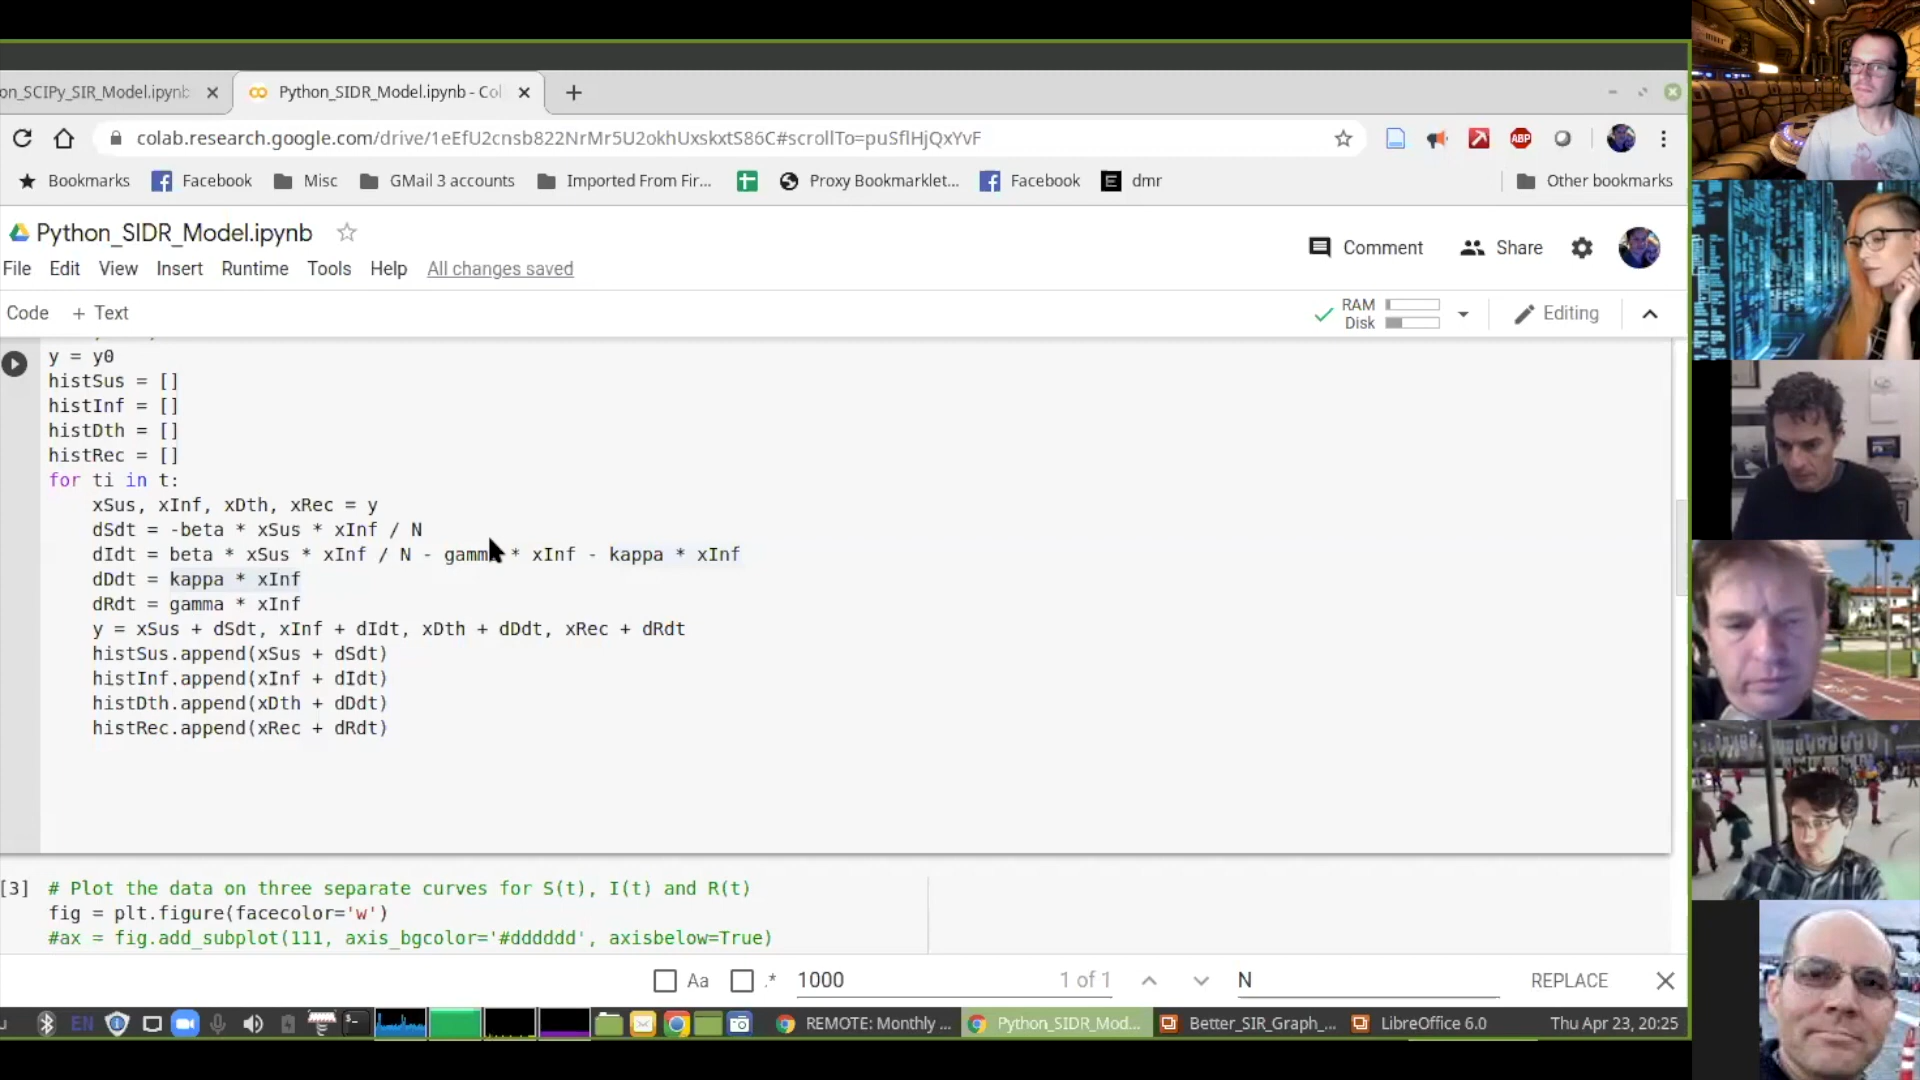 on_SCIPy_SIR_Model.ipynb
Python_SIDR_Model.ipynb - Col
colab.research.google.com/drive/1eEfU2cnsb822NrMr5U2okhUxskxtS86C#scrollTo=puSflHjQxYvF
ABP
Bookmarks Facebook Misc GMail 3 accounts Imported From Fir... Proxy Bookmarklet... Facebook E dmr Other bookmarks
Python_SIDR_Model.ipynb
Comment Share
File Edit View Insert Runtime Tools Help All changes saved
Code + Text
RAM
Disk
Editing
y = y0
histSus = []
histInf = []
histDth = []
histRec = []
for ti in t:
xSus, xInf, xDth, xRec = y
dSdt = -beta * xSus * xInf / N
dIdt = beta * xSus * xInf / N - gamma * xInf - kappa * xInf
dDdt = kappa * xInf
dRdt = gamma * xInf
y = xSus + dSdt, xInf + dIdt, xDth + dDdt, xRec + dRdt
histSus.append(xSus + dSdt)
histInf.append(xInf + dIdt)
histDth.append(xDth + dDdt)
histRec.append(xRec + dRdt)
[3] # Plot the data on three separate curves for S(t), I(t) and R(t)
fig = plt.figure(facecolor='w')
#ax = fig.add_subplot(111, axis_bgcolor='#dddddd', axisbelow=True)
Aa .* 1000 1 of 1 N REPLACE
EN REMOTE: Monthly ... Python_SIDR_Mod... Better_SIR_Graph_... LibreOffice 6.0 Thu Apr 23, 20:25